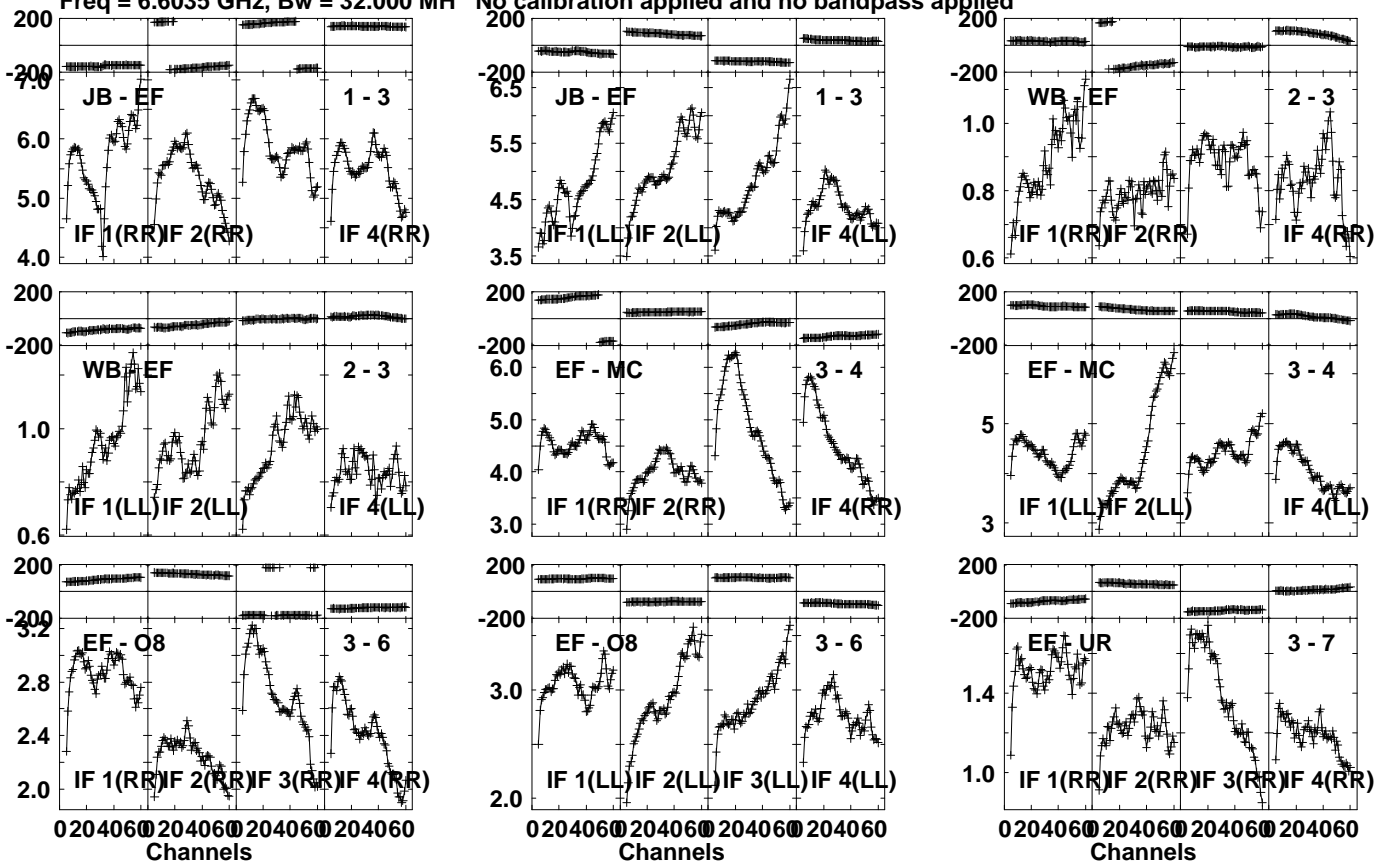 Freq = 6.6035 GHz, Bw = 32.000 MH No calibration applied and no bandpass applied
200 200 200
-200 -200 -200
7.0
JB - EF 1 - 3 JB - EF 1 - 3 WB - EF 2 - 3
6.5
6.0 5.5 1.0
5.0 4.5 0.8
IF 1(RR) IF 2(RR) IF 4(RR) IF 1(LL) IF 2(LL) IF 4(LL) IF 1(RR) IF 2(RR) IF 4(RR)
4.0 3.5 0.6
200 200 200
-200 -200 -200
WB - EF 2 - 3 EF - MC 3 - 4 EF - MC 3 - 4
6.0
1.0 5.0 5
4.0
IF 1(LL) IF 2(LL) IF 4(LL) IF 1(RR) IF 2(RR) IF 4(RR) IF 1(LL) IF 2(LL) IF 4(LL)
0.6 3.0 3
200 200 200
-200 -200 -200
3.2
EF - O8 3 - 6 EF - O8 3 - 6 EF - UR 3 - 7
2.8 3.0 1.4
2.4
IF 1(RR) IF 2(RR) IF 3(RR) IF 4(RR) IF 1(LL) IF 2(LL) IF 3(LL) IF 4(LL) IF 1(RR) IF 2(RR) IF 3(RR) IF 4(RR)
2.0 2.0 1.0
0 20 40 60 0 20 40 60 0 20 40 60 0 20 40 60 0 20 40 60 0 20 40 60 0 20 40 60 0 20 40 60 0 20 40 60 0 20 40 60 0 20 40 60 0 20 40 60
Channels Channels Channels